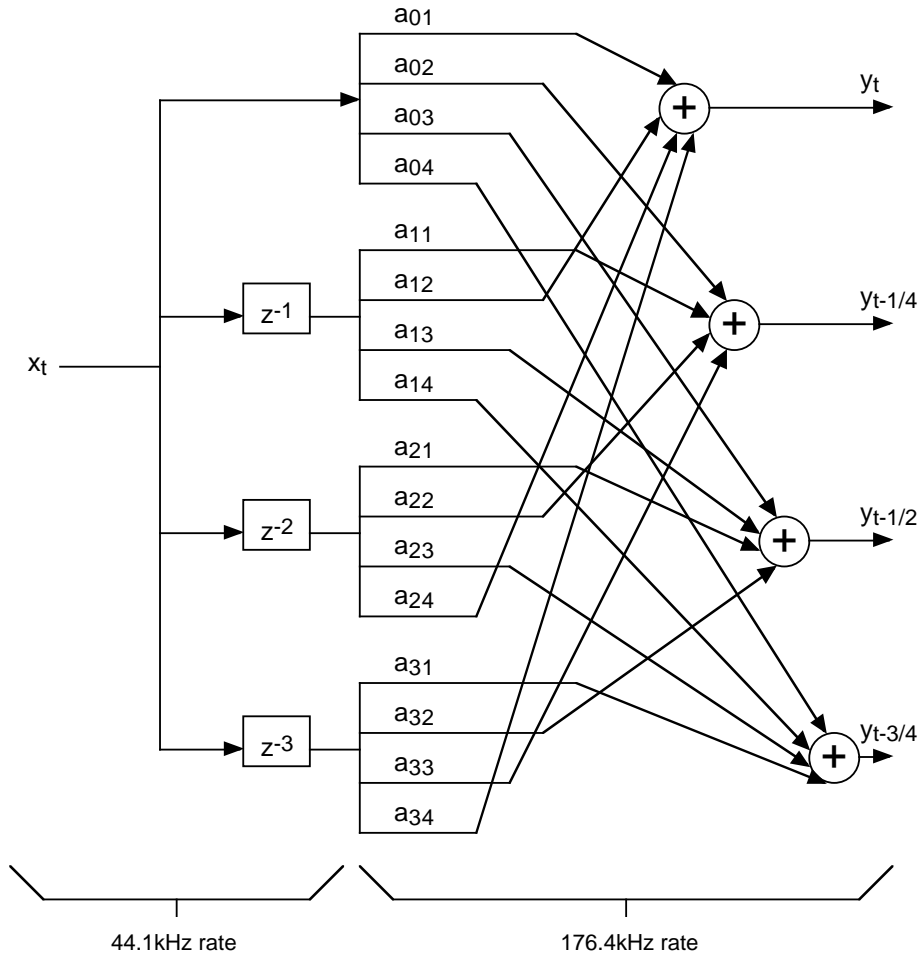 a01
a02
yt
a03
a04
a11
a12
z-1
yt-1/4
a13
xt
a14
a21
a22
z-2
yt-1/2
a23
a24
a31
a32
z-3
yt-3/4
a33
a34
44.1kHz rate
176.4kHz rate